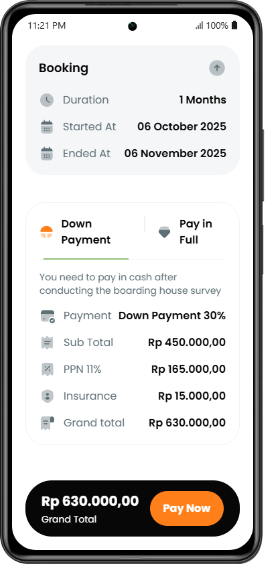 11:21 PM 100%
Booking
Duration 1 Months
Started At 06 October 2025
Ended At 06 November 2025
Down Payment
Pay in Full
You need to pay in cash after
conducting the boarding house survey
Payment Down Payment 30%
Sub Total Rp 450.000,00
PPN 11% Rp 165.000,00
Insurance Rp 15.000,00
Grand total Rp 630.000,00
Rp 630.000,00
Grand Total
Pay Now